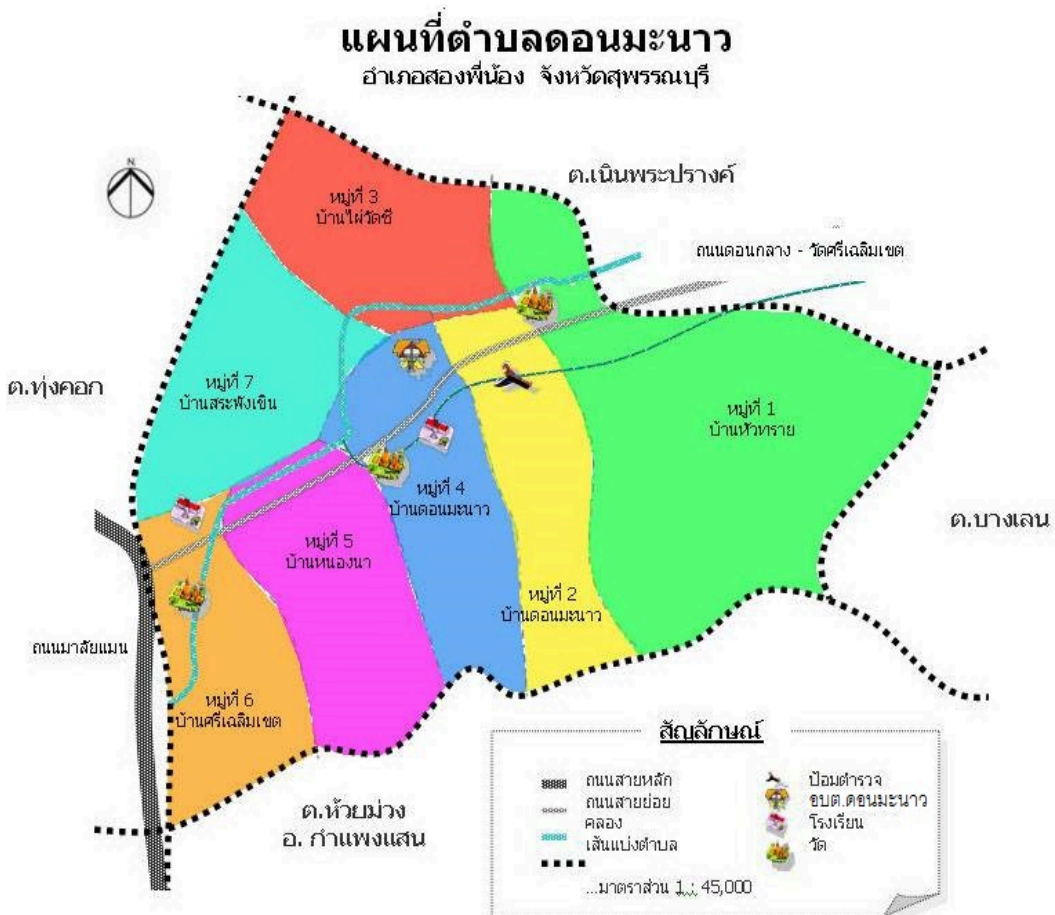 แผนที่ตำบลดอนมะนาว
อำเภอสองพี่น้อง จังหวัดสุพรรณบุรี
N
ต.เนินพระปรางค์
หมู่ที่ 3
บ้านไผ่วัดชี
ถนนดอนกลาง - วัดศรีเฉลิมเขต
ต.ทุ่งคอก
หมู่ที่ 7
บ้านสระพังเขิน
หมู่ที่ 1
บ้านหัวทราย
หมู่ที่ 4
บ้านดอนมะนาว
ต.บางเลน
หมู่ที่ 5
บ้านหนองนา
หมู่ที่ 2
บ้านดอนมะนาว
ถนนมาลัยแมน
หมู่ที่ 6
บ้านศรีเฉลิมเขต
ต.ห้วยม่วง
อ. กำแพงแสน
สัญลักษณ์
ถนนสายหลัก
ถนนสายย่อย
คลอง
เส้นแบ่งตำบล
ป้อมตำรวจ
อบต.ดอนมะนาว
โรงเรียน
วัด
...มาตราส่วน 1 : 45,000